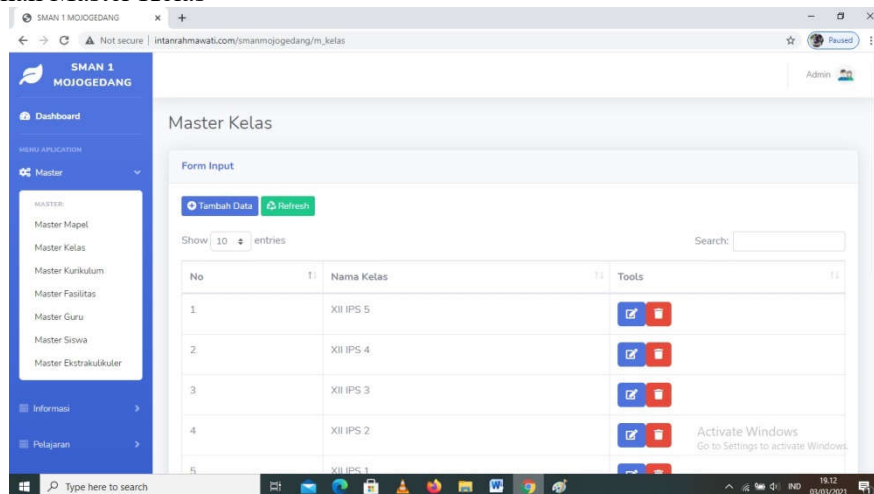 SMAN 1 MOJOGEDANG
Not secure | intanrahmawati.com/smanmojogedang/m_kelas
Paused
SMAN 1
MOJOGEDANG
Admin
Dashboard
Master Kelas
MENU APLICATION
Master
Form Input
MASTER:
Tambah Data
Refresh
Master Mapel
Master Kelas
Show 10 entries
Search:
Master Kurikulum
No
Nama Kelas
Tools
Master Fasilitas
Master Guru
1
XII IPS 5
Master Siswa
2
XII IPS 4
Master Ekstrakulikuler
3
XII IPS 3
Informasi
4
XII IPS 2
Activate Windows
Go to Settings to activate Windows.
Pelajaran
5
XII IPS 1
Type here to search
IND
19.12
03/03/2021